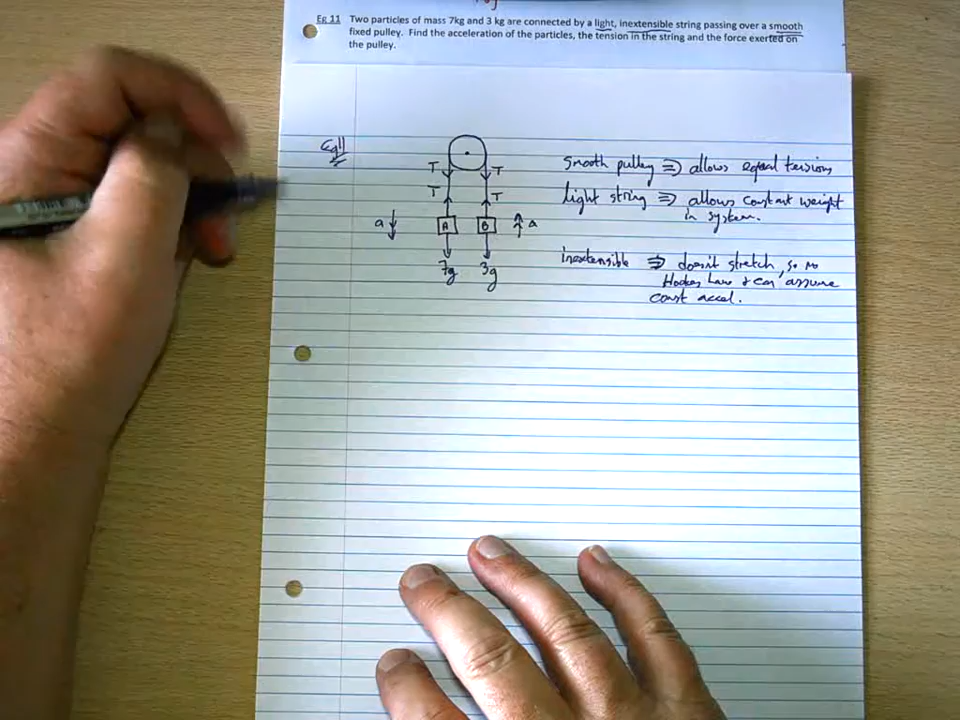 Eg 11 Two particles of mass 7kg and 3 kg are connected by a light, inextensible string passing over a smooth
fixed pulley. Find the acceleration of the particles, the tension in the string and the force exerted on
the pulley.
Eg11
T T
T T
a A B a
7g 3g
Smooth pulley ⇒ allows equal tensions
light string ⇒ allows constant weight
in system.
inextensible ⇒ doesn't stretch, so no
Hookes Law & can assume
const accel.